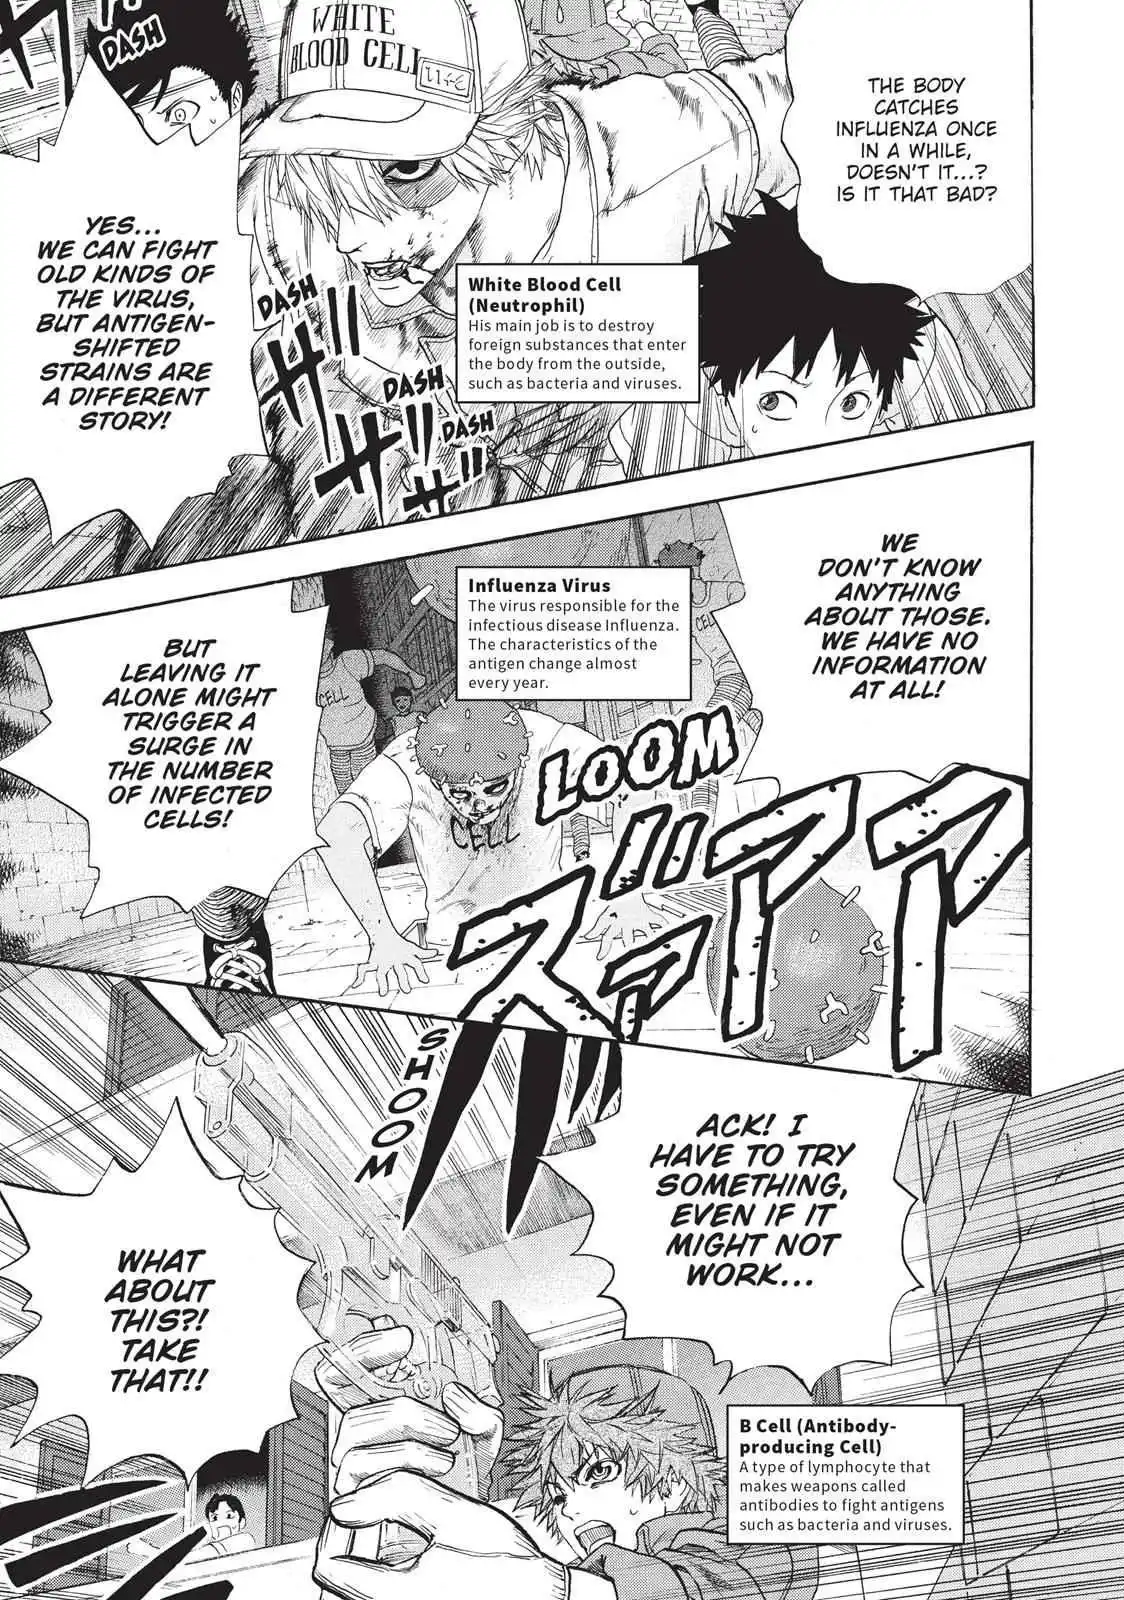 THE BODY
CATCHES
INFLUENZA ONCE
IN A WHILE,
DOESN'T IT...?
IS IT THAT BAD?
WHITE
BLOOD CELL
DASH
YES...
WE CAN FIGHT
OLD KINDS OF
THE VIRUS,
BUT ANTIGEN-
SHIFTED
STRAINS ARE
A DIFFERENT
STORY!
White Blood Cell
(Neutrophil)
His main job is to destroy
foreign substances that enter
the body from the outside,
such as bacteria and viruses.
DASH
DASH
DASH
ザッ
ザッ
ザッ
WE
DON'T KNOW
ANYTHING
ABOUT THOSE.
WE HAVE NO
INFORMATION
AT ALL!
Influenza Virus
The virus responsible for the
infectious disease Influenza.
The characteristics of the
antigen change almost
every year.
CELL
CELL
CELL
BUT
LEAVING IT
ALONE MIGHT
TRIGGER A
SURGE IN
THE NUMBER
OF INFECTED
CELLS!
LOOM
ズアアア
ACK! I
HAVE TO TRY
SOMETHING,
EVEN IF IT
MIGHT NOT
WORK...
SHOOM
WHAT
ABOUT
THIS?!
TAKE
THAT!!
B Cell (Antibody-
producing Cell)
A type of lymphocyte that
makes weapons called
antibodies to fight antigens
such as bacteria and viruses.